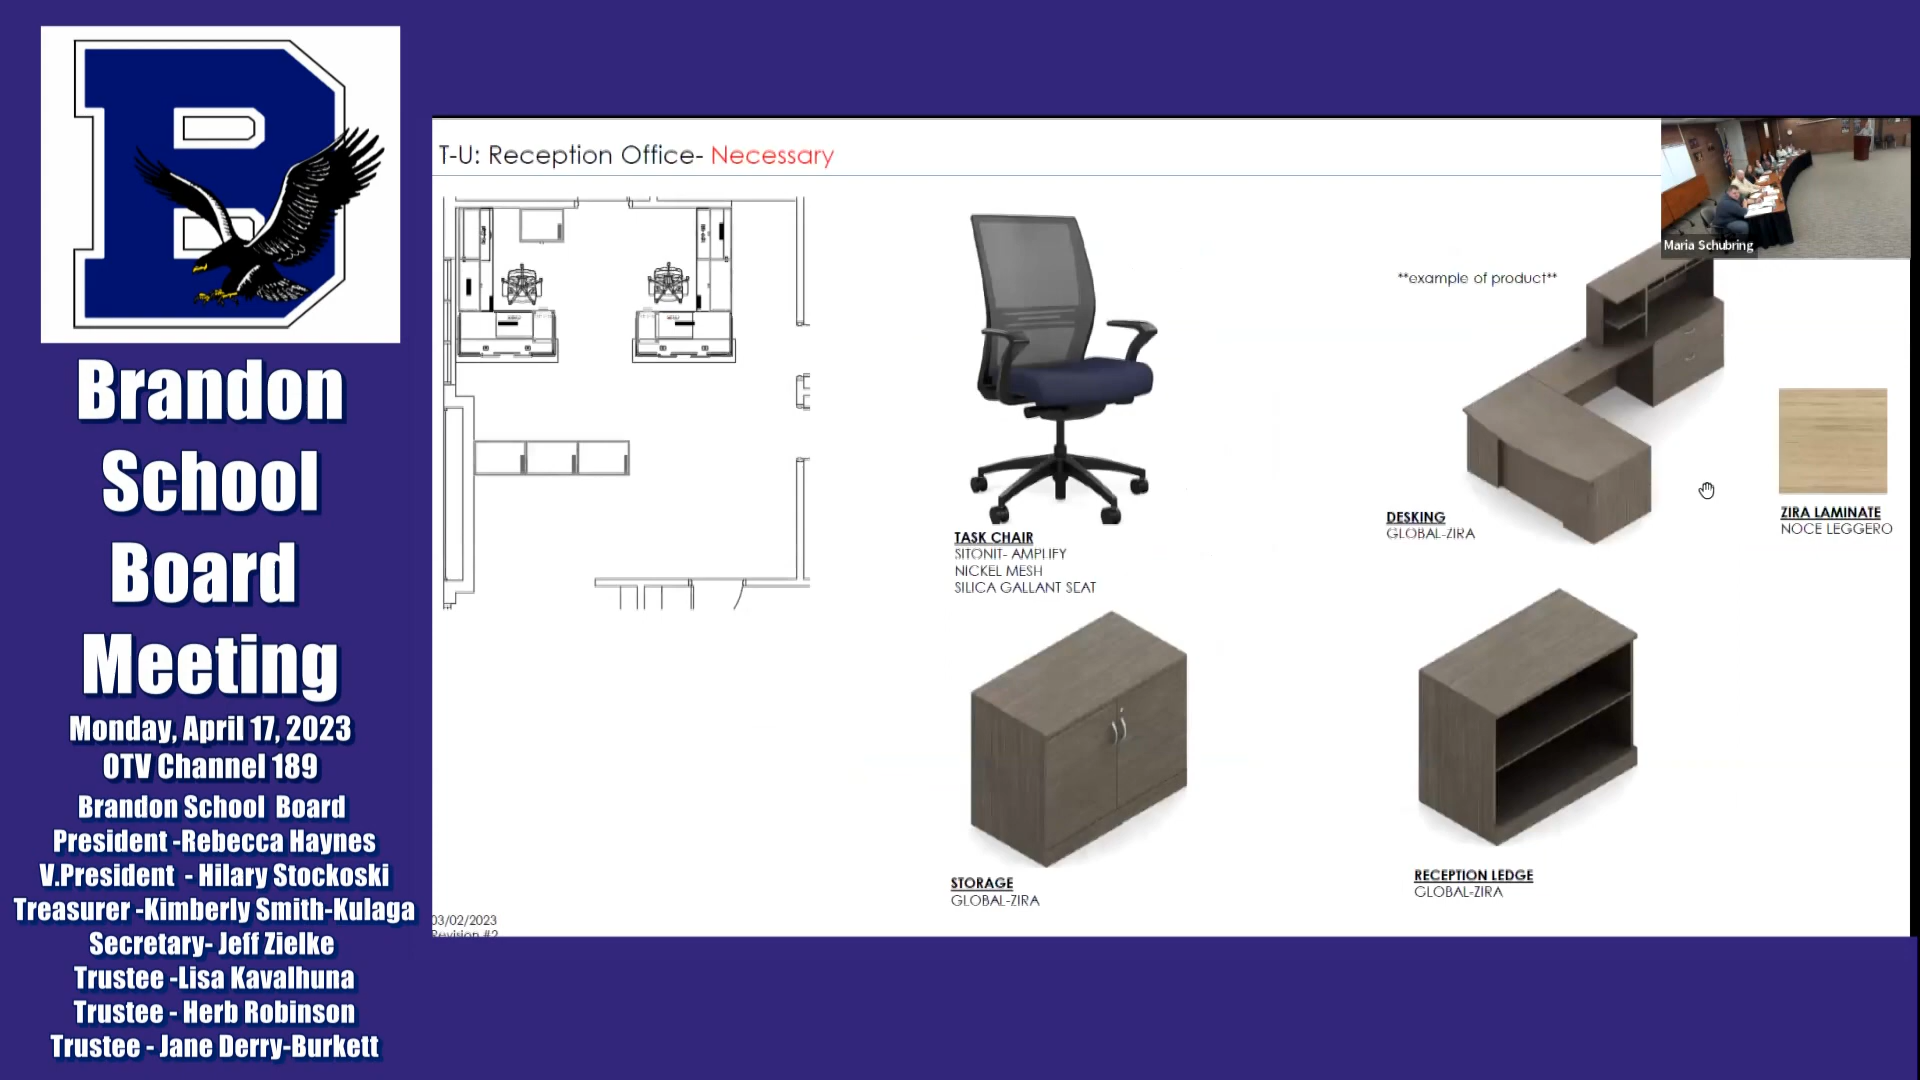 B
Brandon
School
Board
Meeting
Monday, April 17, 2023
OTV Channel 189
Brandon School Board
President -Rebecca Haynes
V.President - Hilary Stockoski
Treasurer -Kimberly Smith-Kulaga
Secretary- Jeff Zielke
Trustee -Lisa Kavalhuna
Trustee - Herb Robinson
Trustee - Jane Derry-Burkett
T-U: Reception Office- Necessary
Maria Schubring
**example of product**
TASK CHAIR
SITONIT- AMPLIFY
NICKEL MESH
SILICA GALLANT SEAT
DESKING
GLOBAL-ZIRA
ZIRA LAMINATE
NOCE LEGGERO
STORAGE
GLOBAL-ZIRA
RECEPTION LEDGE
GLOBAL-ZIRA
03/02/2023
Revision #2